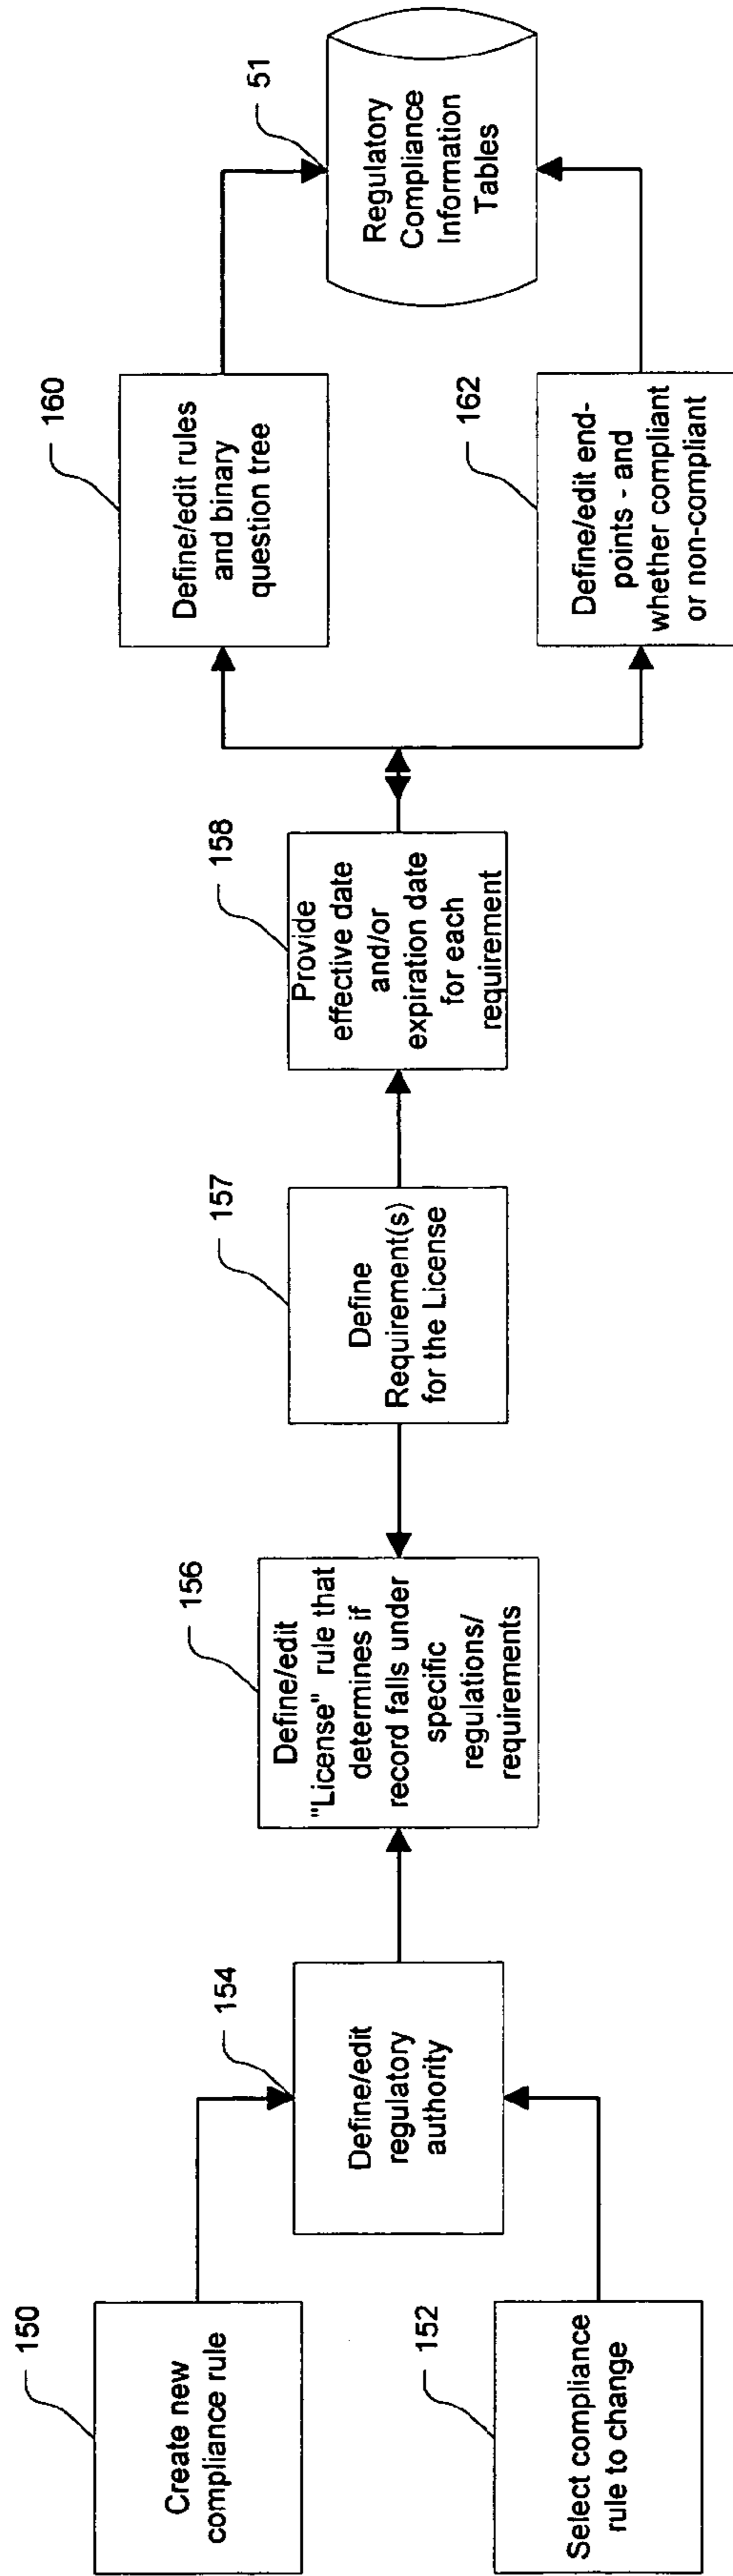 150
Create new
compliance rule
152
Select compliance
rule to change
154
Define/edit
regulatory
authority
156
Define/edit
"License" rule that
determines if
record falls under
specific
regulations/
requirements
157
Define
Requirement(s)
for the License
158
Provide
effective date
and/or
expiration date
for each
requirement
160
Define/edit rules
and binary
question tree
162
Define/edit end-
points - and
whether compliant
or non-compliant
51
Regulatory
Compliance
Information
Tables